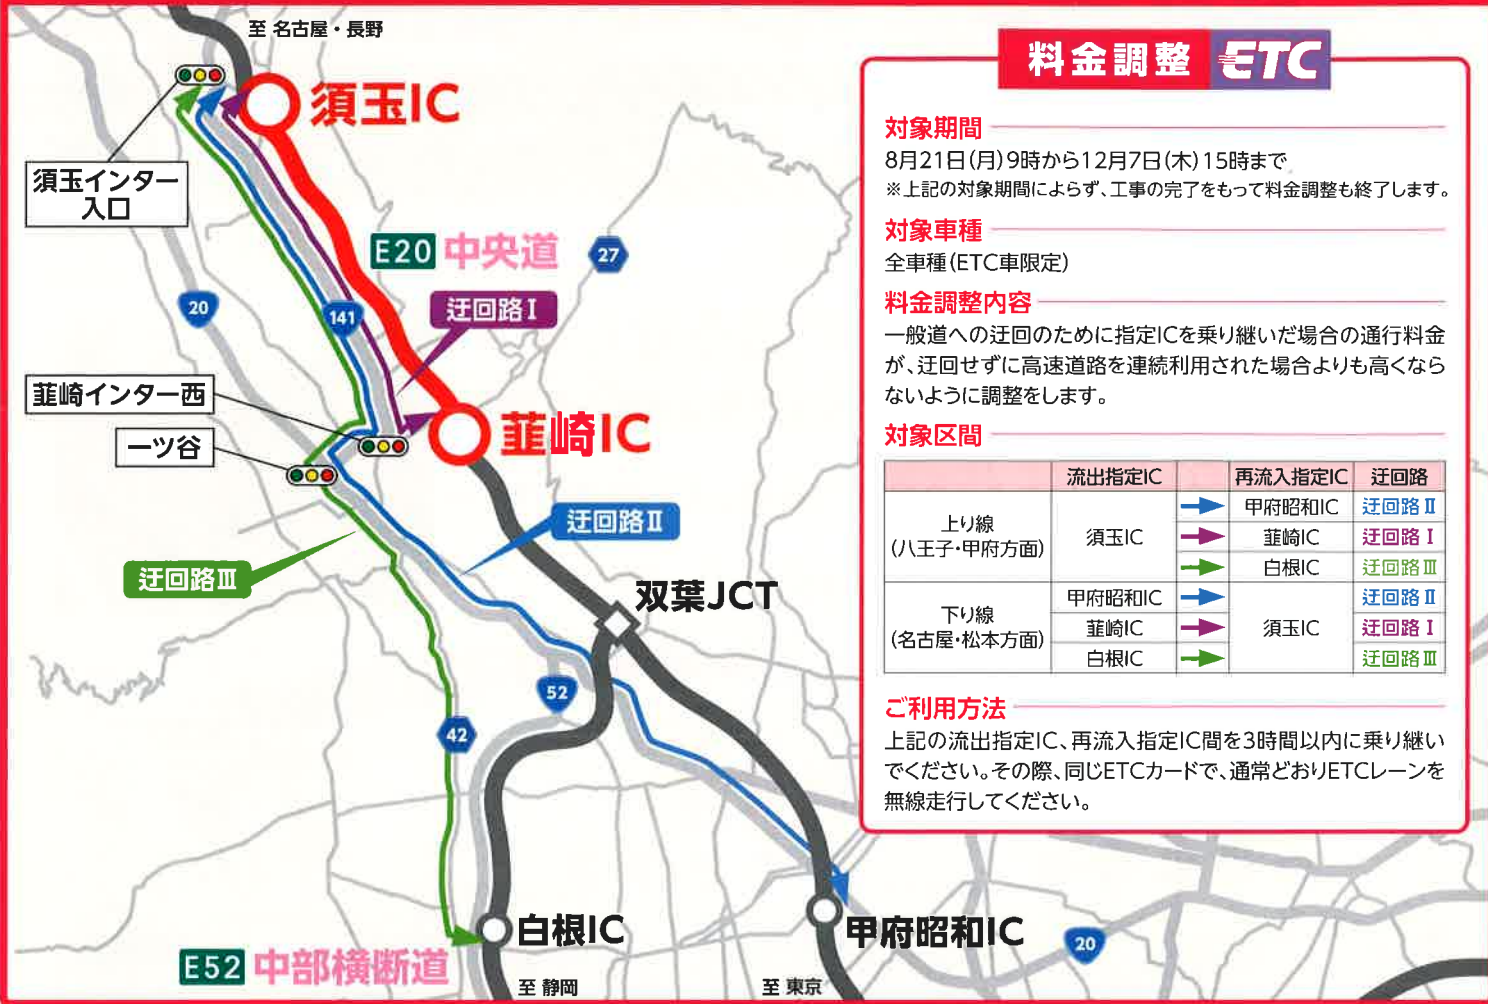 至 名古屋・長野
須玉IC
須玉インター
入口
E20 中央道
27
20
141
迂回路Ⅰ
韮崎インター西
一ツ谷
韮崎IC
迂回路Ⅱ
迂回路Ⅲ
双葉JCT
52
42
白根IC
甲府昭和IC
20
E52 中部横断道
至 静岡
至 東京
料金調整 ETC
対象期間
8月21日(月)9時から12月7日(木)15時まで
※上記の対象期間によらず、工事の完了をもって料金調整も終了します。
対象車種
全車種(ETC車限定)
料金調整内容
一般道への迂回のために指定ICを乗り継いだ場合の通行料金
が、迂回せずに高速道路を連続利用された場合よりも高くなら
ないように調整をします。
対象区間
流出指定IC 再流入指定IC 迂回路
上り線
(八王子・甲府方面)
須玉IC
甲府昭和IC 迂回路Ⅱ
韮崎IC 迂回路Ⅰ
白根IC 迂回路Ⅲ
下り線
(名古屋・松本方面)
甲府昭和IC 迂回路Ⅱ
韮崎IC 須玉IC 迂回路Ⅰ
白根IC 迂回路Ⅲ
ご利用方法
上記の流出指定IC、再流入指定IC間を3時間以内に乗り継い
でください。その際、同じETCカードで、通常どおりETCレーンを
無線走行してください。